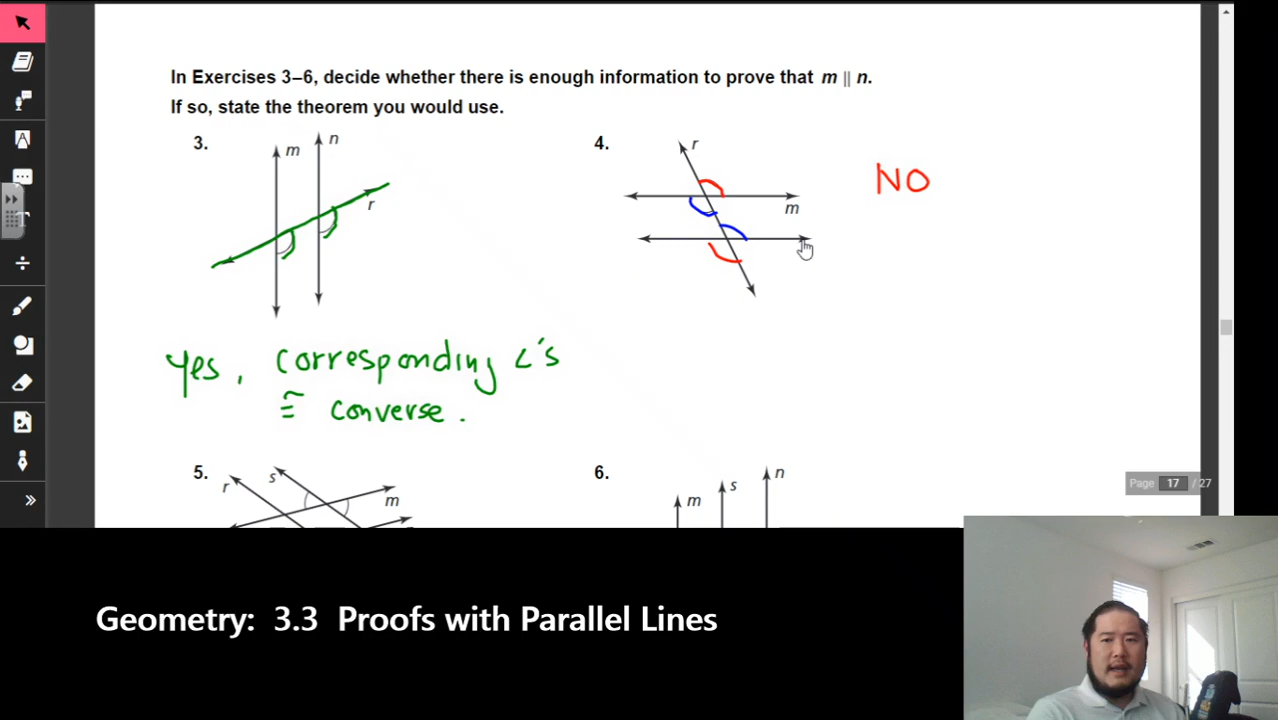 In Exercises 3–6, decide whether there is enough information to prove that m || n.
If so, state the theorem you would use.
3.
n
m
r
4.
r
m
NO
Yes, corresponding ∠'s
≅ converse.
5.
r
s
m
6.
m
s
n
Page 17 / 27
Geometry: 3.3 Proofs with Parallel Lines